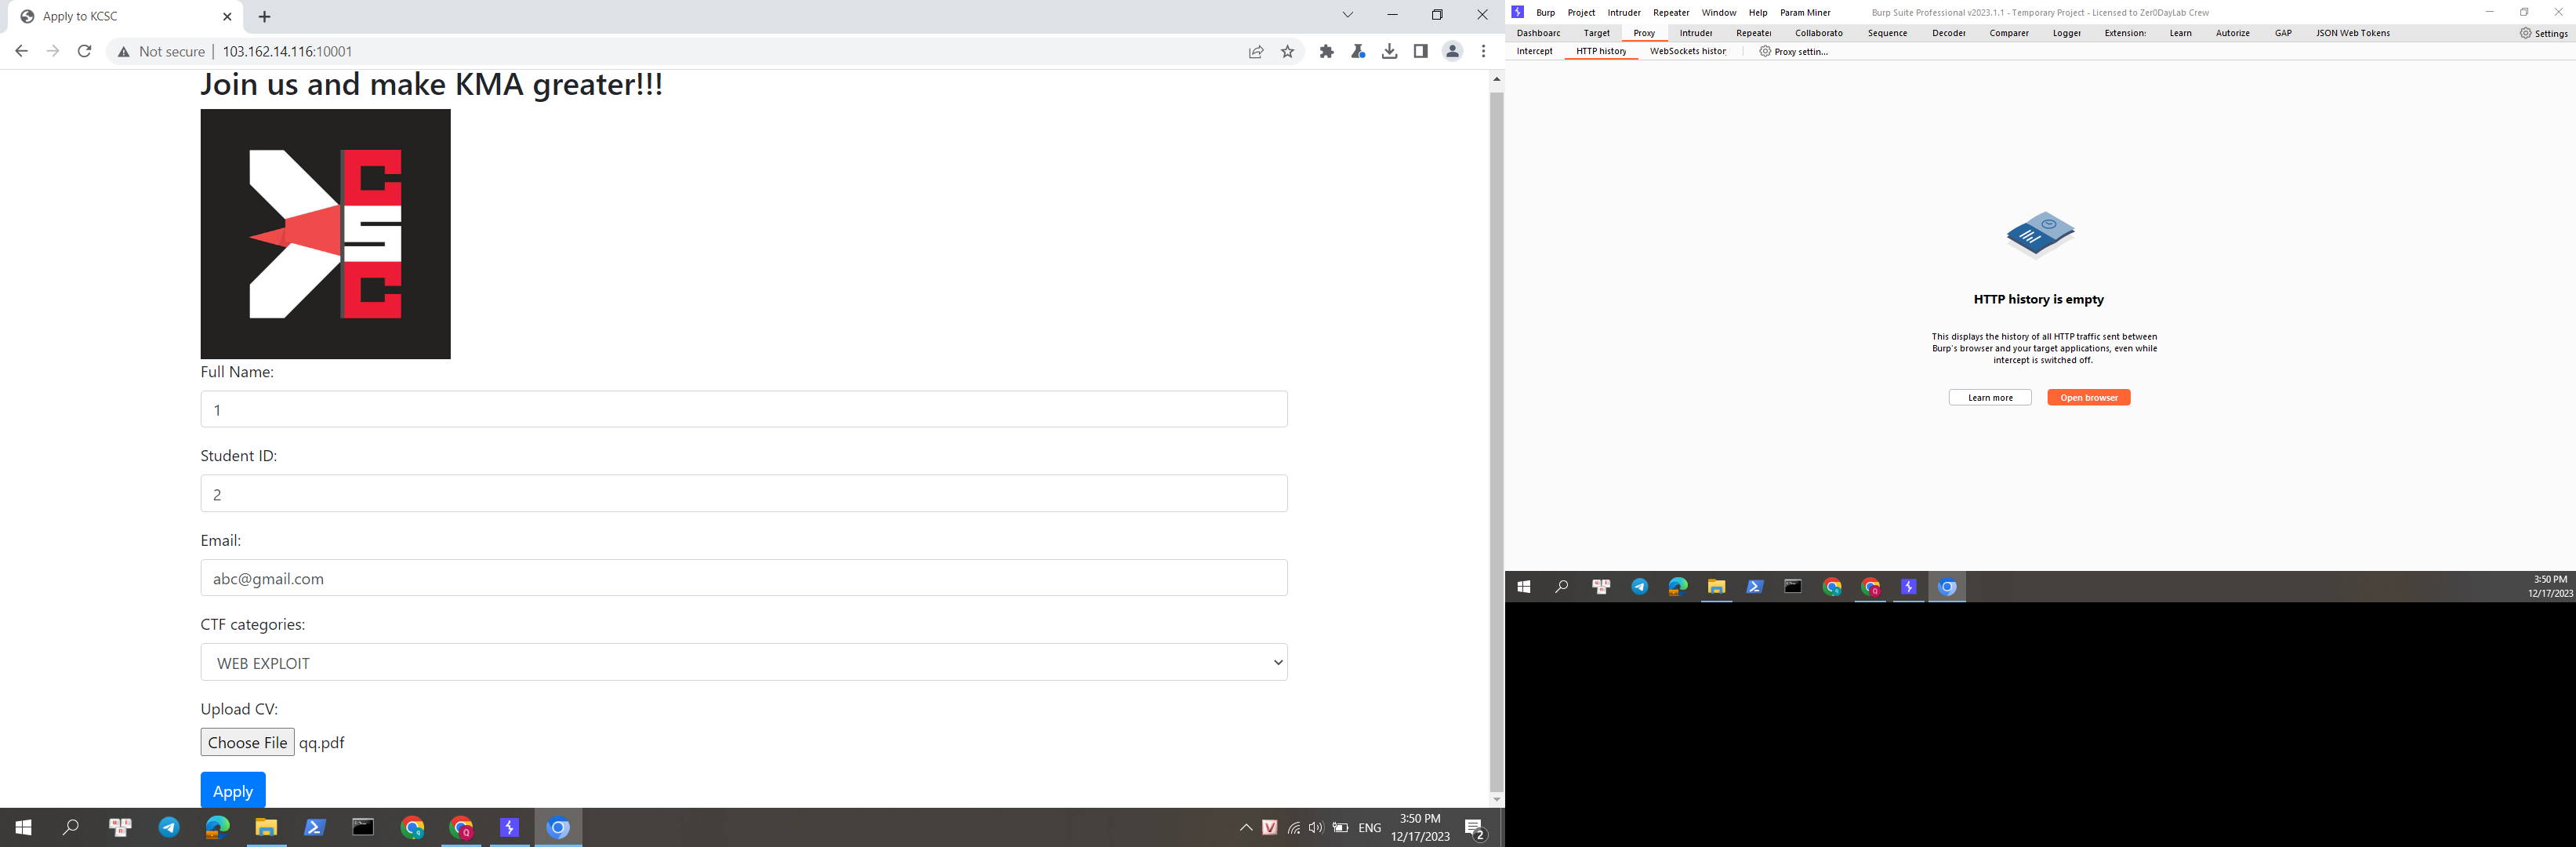 Apply to KCSC
Not secure | 103.162.14.116:10001
Join us and make KMA greater!!!
C
S
C
Full Name:
1
Student ID:
2
Email:
abc@gmail.com
CTF categories:
WEB EXPLOIT
Upload CV:
Choose File qq.pdf
Apply
ENG
3:50 PM
12/17/2023
2
Burp Project Intruder Repeater Window Help Param Miner Burp Suite Professional v2023.1.1 - Temporary Project - Licensed to Zer0DayLab Crew
Dashboarc Target Proxy Intruder Repeater Collaborato Sequence Decoder Comparer Logger Extensions Learn Autorize GAP JSON Web Tokens Settings
Intercept HTTP history WebSockets histor Proxy settin...
HTTP history is empty
This displays the history of all HTTP traffic sent between
Burp's browser and your target applications, even while
intercept is switched off.
Learn more Open browser
3:50 PM
12/17/2023